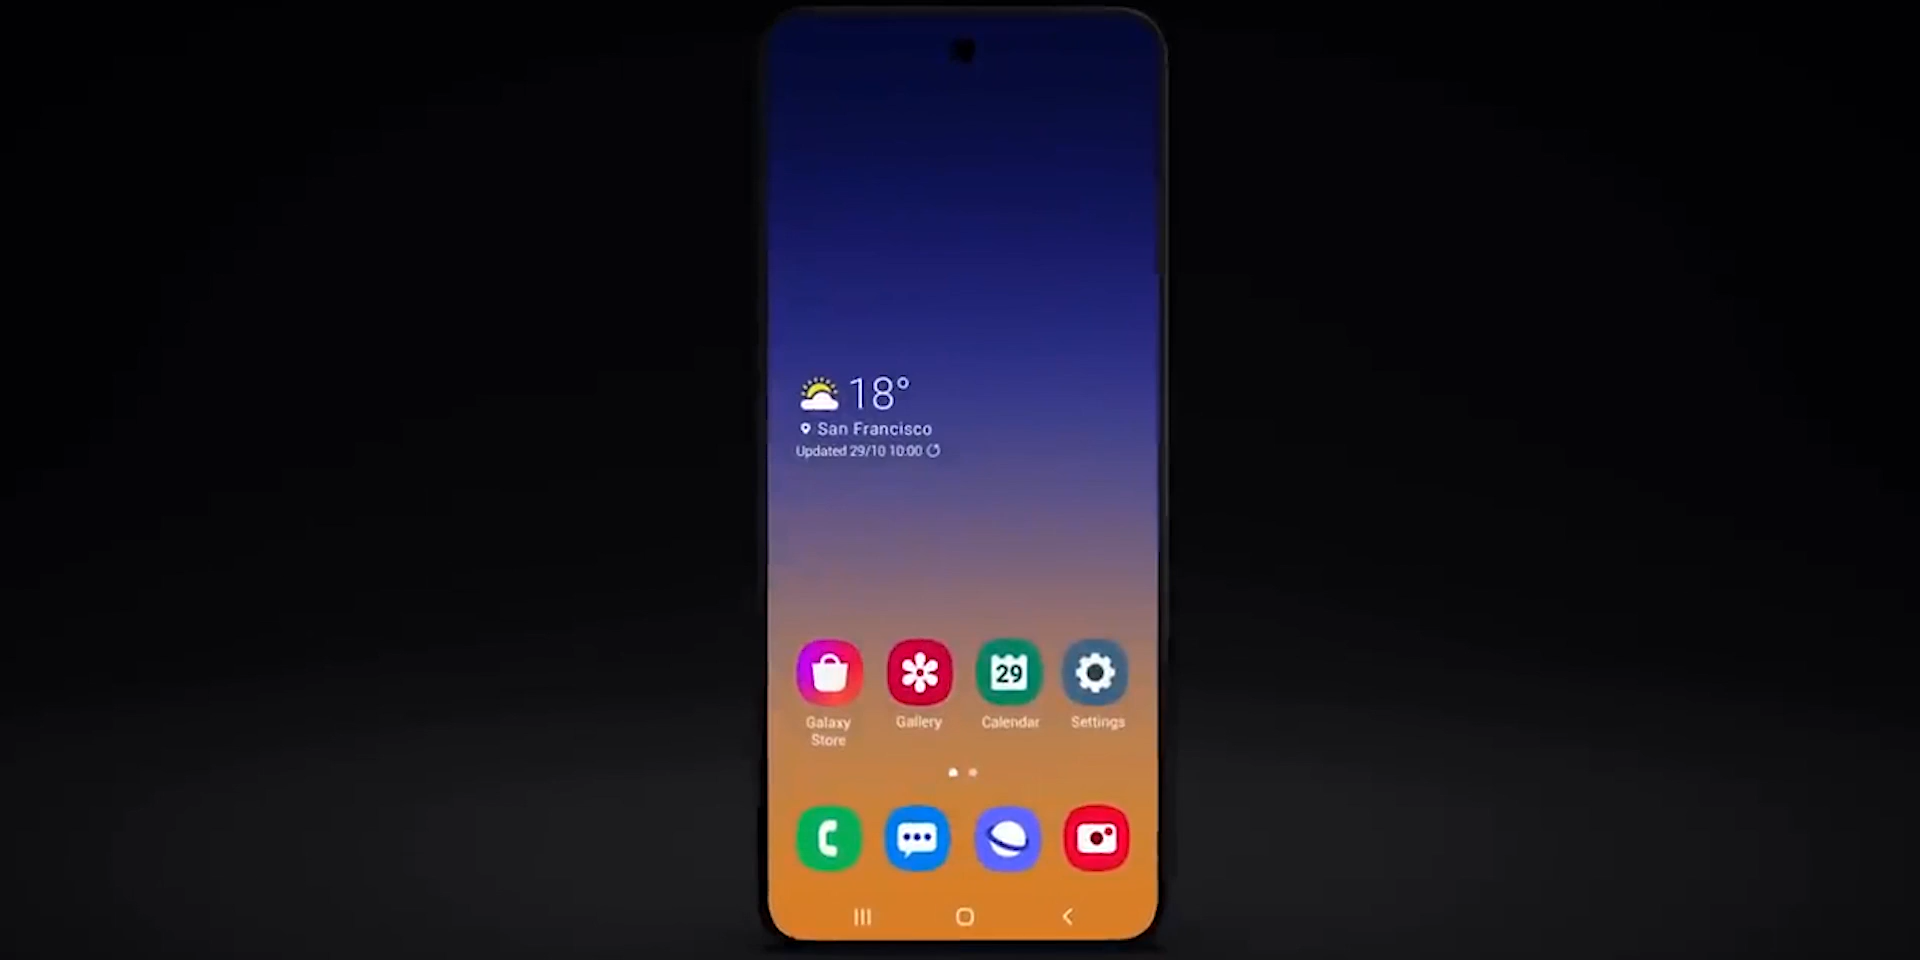 18°
San Francisco
Updated 29/10 10:00
29
Galaxy
Store
Gallery
Calendar
Settings